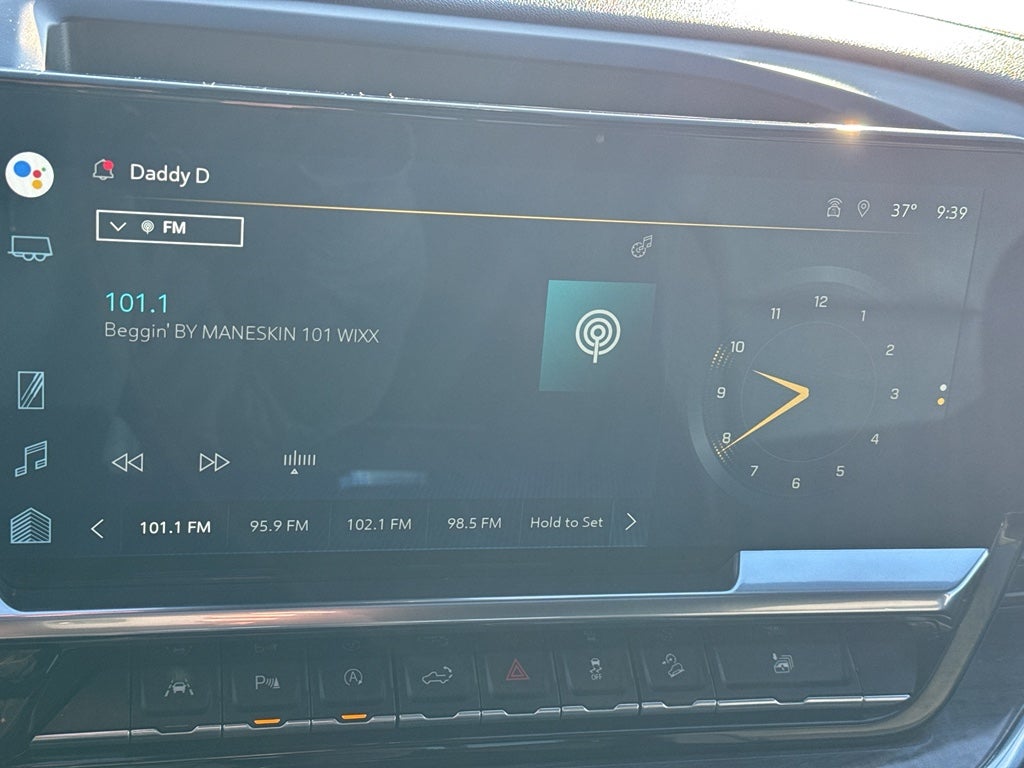 Daddy D
37° 9:39
FM
101.1
Beggin' BY MANESKIN 101 WIXX
12
11 1
10 2
9 3
8 4
7 5
6
101.1 FM 95.9 FM 102.1 FM 98.5 FM Hold to Set
P A OFF